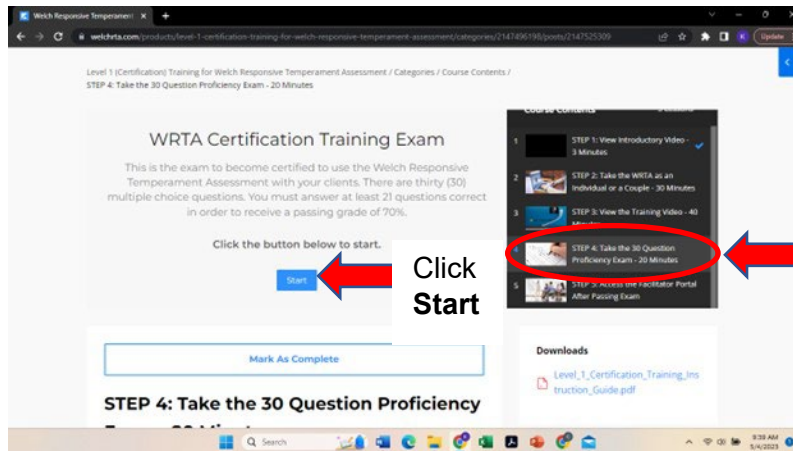 Welch Responsive Temperament
welchrta.com/products/level-1-certification-training-for-welch-responsive-temperament-assessment/categories/2147496198/posts/2147525309
Update
Level 1 (Certification) Training for Welch Responsive Temperament Assessment / Categories / Course Contents /
STEP 4: Take the 30 Question Proficiency Exam - 20 Minutes
WRTA Certification Training Exam
This is the exam to become certified to use the Welch Responsive
Temperament Assessment with your clients. There are thirty (30)
multiple choice questions. You must answer at least 21 questions correct
in order to receive a passing grade of 70%.
Click the button below to start.
Start
Click
Start
Course Contents
1
STEP 1: View Introductory Video -
3 Minutes
2
STEP 2: Take the WRTA as an
Individual or a Couple - 30 Minutes
3
STEP 3: View the Training Video - 40
Minutes
4
STEP 4: Take the 30 Question
Proficiency Exam - 20 Minutes
5
STEP 5: Access the Facilitator Portal
After Passing Exam
Mark As Complete
STEP 4: Take the 30 Question Proficiency
Downloads
Level_1_Certification_Training_Ins
truction_Guide.pdf
Search
9:39 AM
5/4/2023